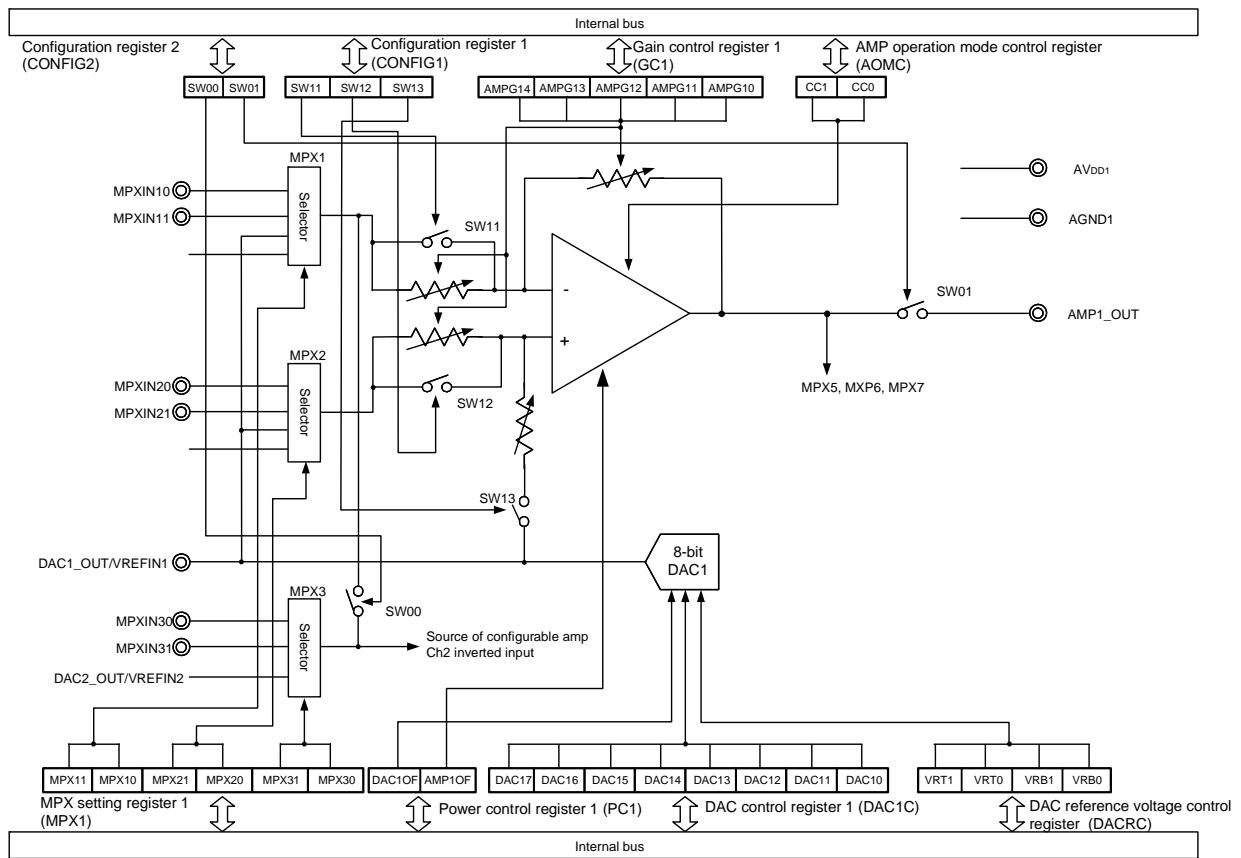 Internal bus
Configuration register 2
(CONFIG2)
Configuration register 1
(CONFIG1)
Gain control register 1
(GC1)
AMP operation mode control register
(AOMC)
SW00 SW01
SW11 SW12 SW13
AMPG14 AMPG13 AMPG12 AMPG11 AMPG10
CC1 CC0
MPX1
Selector
MPXIN10
MPXIN11
SW11
AVDD1
AGND1
-
+
SW01
AMP1_OUT
MPX2
Selector
MPXIN20
MPXIN21
SW12
MPX5, MXP6, MPX7
SW13
DAC1_OUT/VREFIN1
8-bit
DAC1
MPX3
Selector
SW00
MPXIN30
MPXIN31
Source of configurable amp
Ch2 inverted input
DAC2_OUT/VREFIN2
MPX11 MPX10 MPX21 MPX20 MPX31 MPX30
DAC1OF AMP1OF
DAC17 DAC16 DAC15 DAC14 DAC13 DAC12 DAC11 DAC10
VRT1 VRT0 VRB1 VRB0
MPX setting register 1
(MPX1)
Power control register 1 (PC1)
DAC control register 1 (DAC1C)
DAC reference voltage control
register (DACRC)
Internal bus